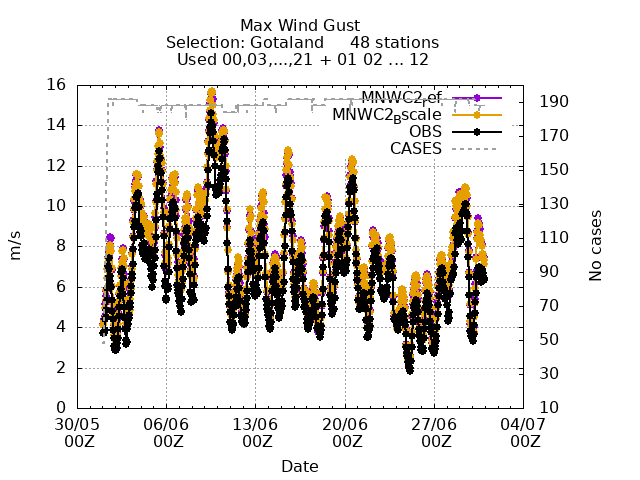 Max Wind Gust
Selection: Gotaland 48 stations
Used 00,03,...,21 + 01 02 ... 12
16
14
12
10
8
6
4
2
0
m/s
MNWC2_ref
MNWC2_Bscale
OBS
CASES
190
170
150
130
110
90
70
50
30
10
No cases
30/05 06/06 13/06 20/06 27/06 04/07
00Z 00Z 00Z 00Z 00Z 00Z
Date